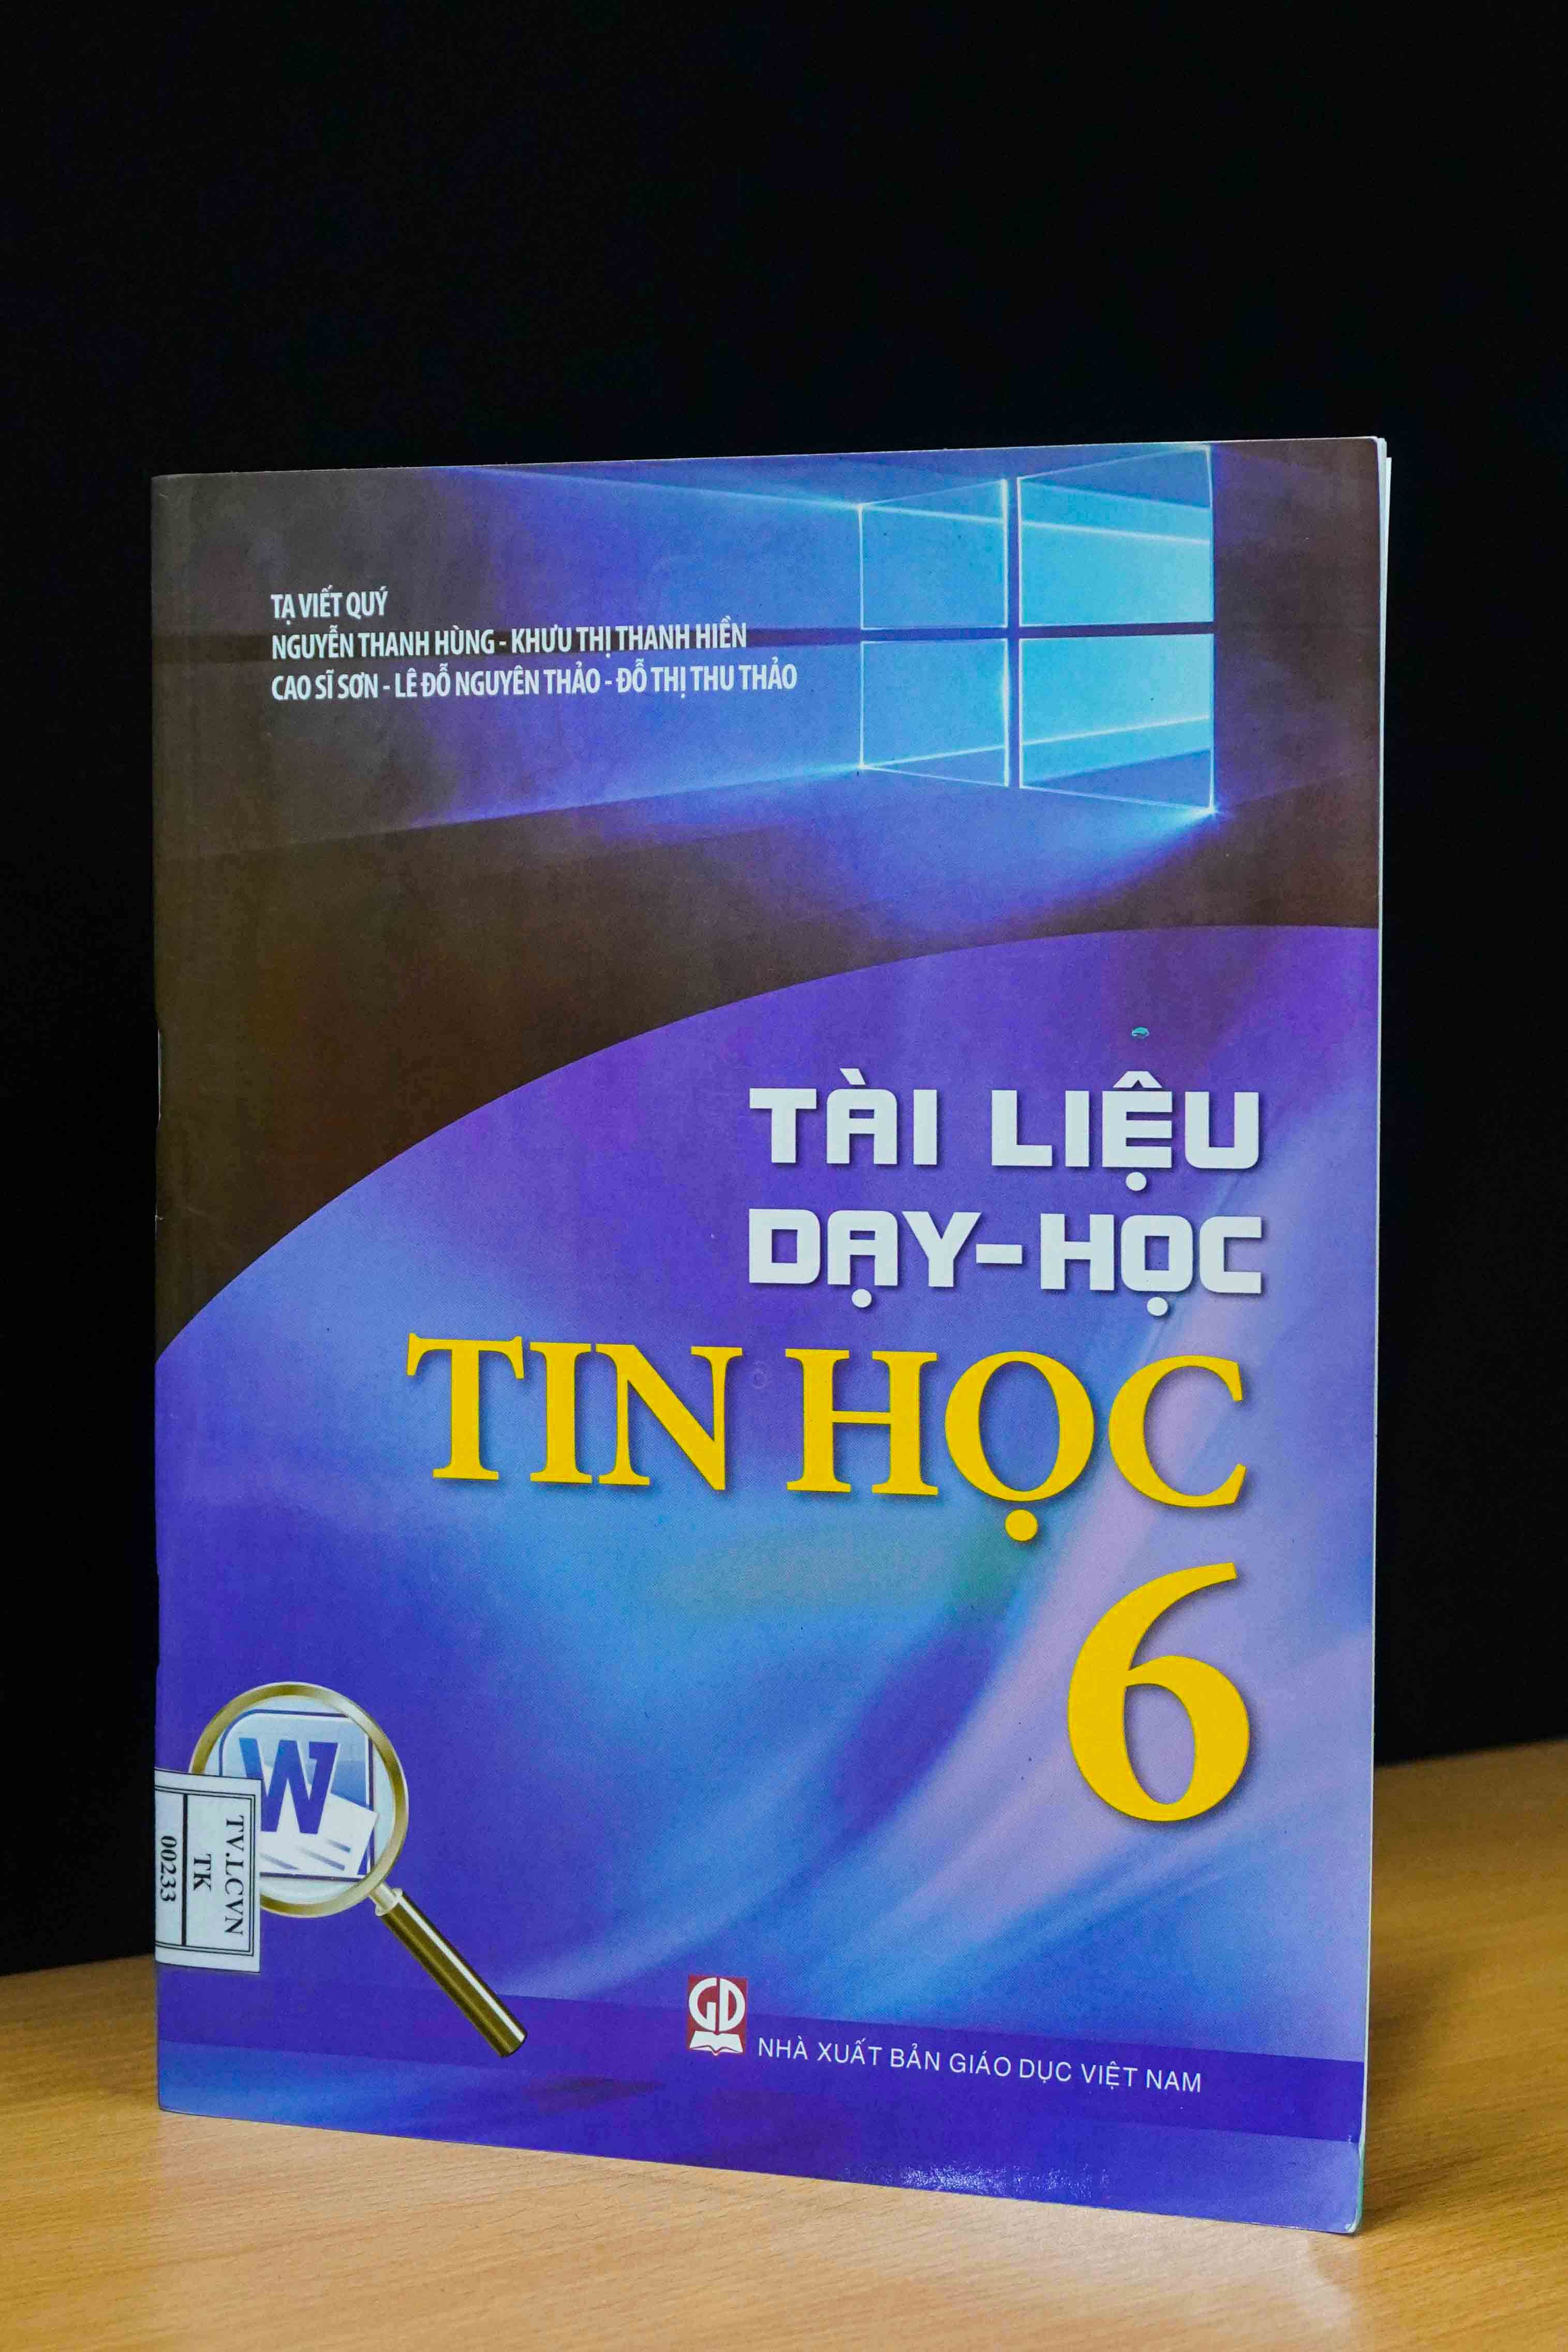 TẠ VIẾT QUÝ
NGUYỄN THANH HÙNG - KHƯU THỊ THANH HIỀN
CAO SĨ SƠN - LÊ ĐỖ NGUYÊN THẢO - ĐỖ THỊ THU THẢO
TÀI LIỆU
DẠY-HỌC
TIN HỌC
6
W
TV.LCVN
TK
00233
GD
NHÀ XUẤT BẢN GIÁO DỤC VIỆT NAM